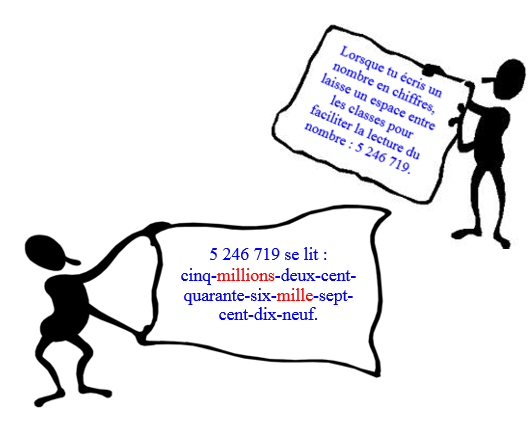 Lorsque tu écris un
nombre en chiffres,
laisse un espace entre
les classes pour
faciliter la lecture du
nombre : 5 246 719.
5 246 719 se lit :
cinq-millions-deux-cent-
quarante-six-mille-sept-
cent-dix-neuf.